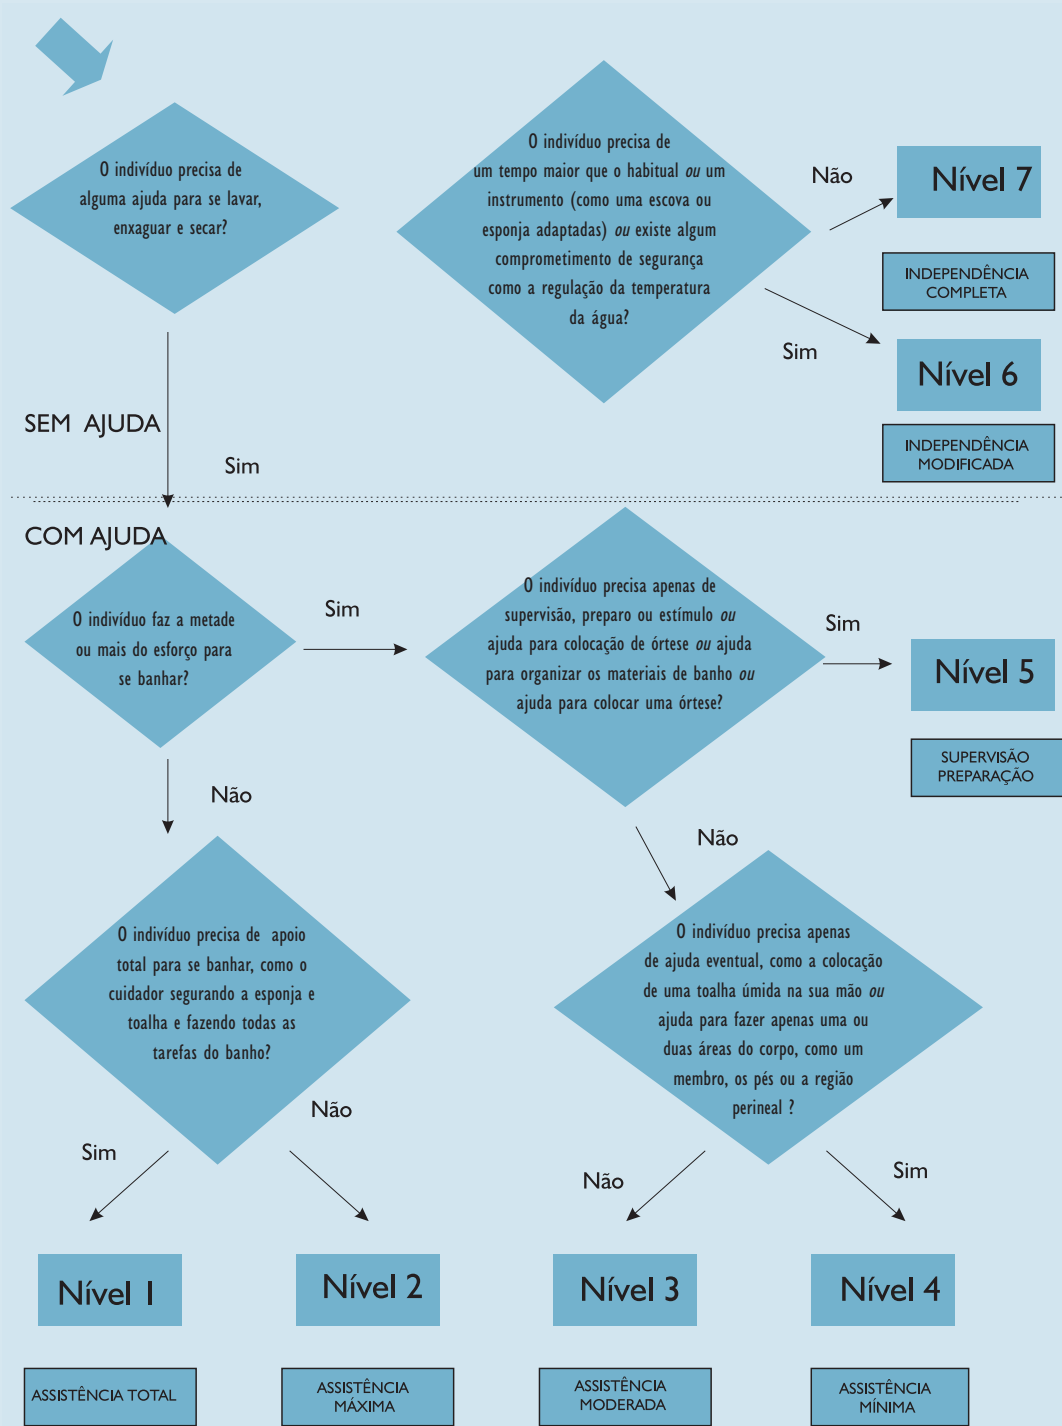 O indivíduo precisa de
alguma ajuda para se lavar,
enxaguar e secar?
O indivíduo precisa de
um tempo maior que o habitual ou um
instrumento (como uma escova ou
esponja adaptadas) ou existe algum
comprometimento de segurança
como a regulação da temperatura
da água?
Não
Nível 7
INDEPENDÊNCIA
COMPLETA
Sim
Nível 6
INDEPENDÊNCIA
MODIFICADA
SEM AJUDA
Sim
COM AJUDA
O indivíduo faz a metade
ou mais do esforço para
se banhar?
Sim
O indivíduo precisa apenas de
supervisão, preparo ou estímulo ou
ajuda para colocação de órtese ou ajuda
para organizar os materiais de banho ou
ajuda para colocar uma órtese?
Sim
Nível 5
SUPERVISÃO
PREPARAÇÃO
Não
Não
O indivíduo precisa de apoio
total para se banhar, como o
cuidador segurando a esponja e
toalha e fazendo todas as
tarefas do banho?
O indivíduo precisa apenas
de ajuda eventual, como a colocação
de uma toalha úmida na sua mão ou
ajuda para fazer apenas uma ou
duas áreas do corpo, como um
membro, os pés ou a região
perineal ?
Sim
Não
Não
Sim
Nível 1
Nível 2
Nível 3
Nível 4
ASSISTÊNCIA TOTAL
ASSISTÊNCIA
MÁXIMA
ASSISTÊNCIA
MODERADA
ASSISTÊNCIA
MÍNIMA